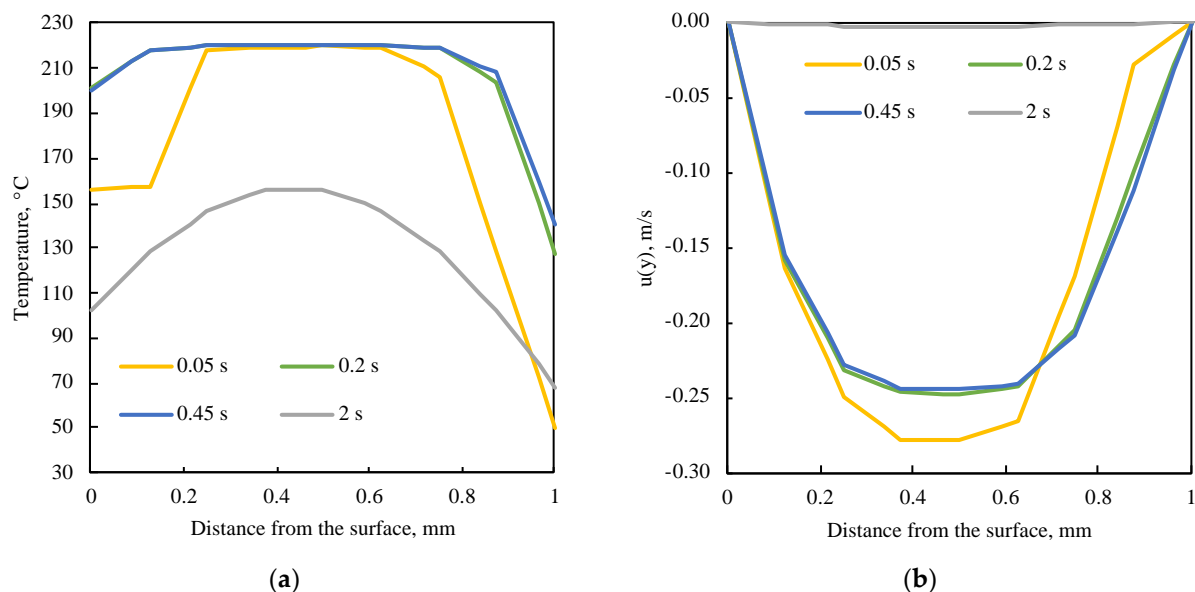 230
210
190
170
150
130
110
90
70
50
30
Temperature, °C
0.05 s
0.2 s
0.45 s
2 s
0 0.2 0.4 0.6 0.8 1
Distance from the surface, mm
(a)
0.00
-0.05
-0.10
-0.15
-0.20
-0.25
-0.30
u(y), m/s
0.05 s
0.2 s
0.45 s
2 s
0 0.2 0.4 0.6 0.8 1
Distance from the surface, mm
(b)